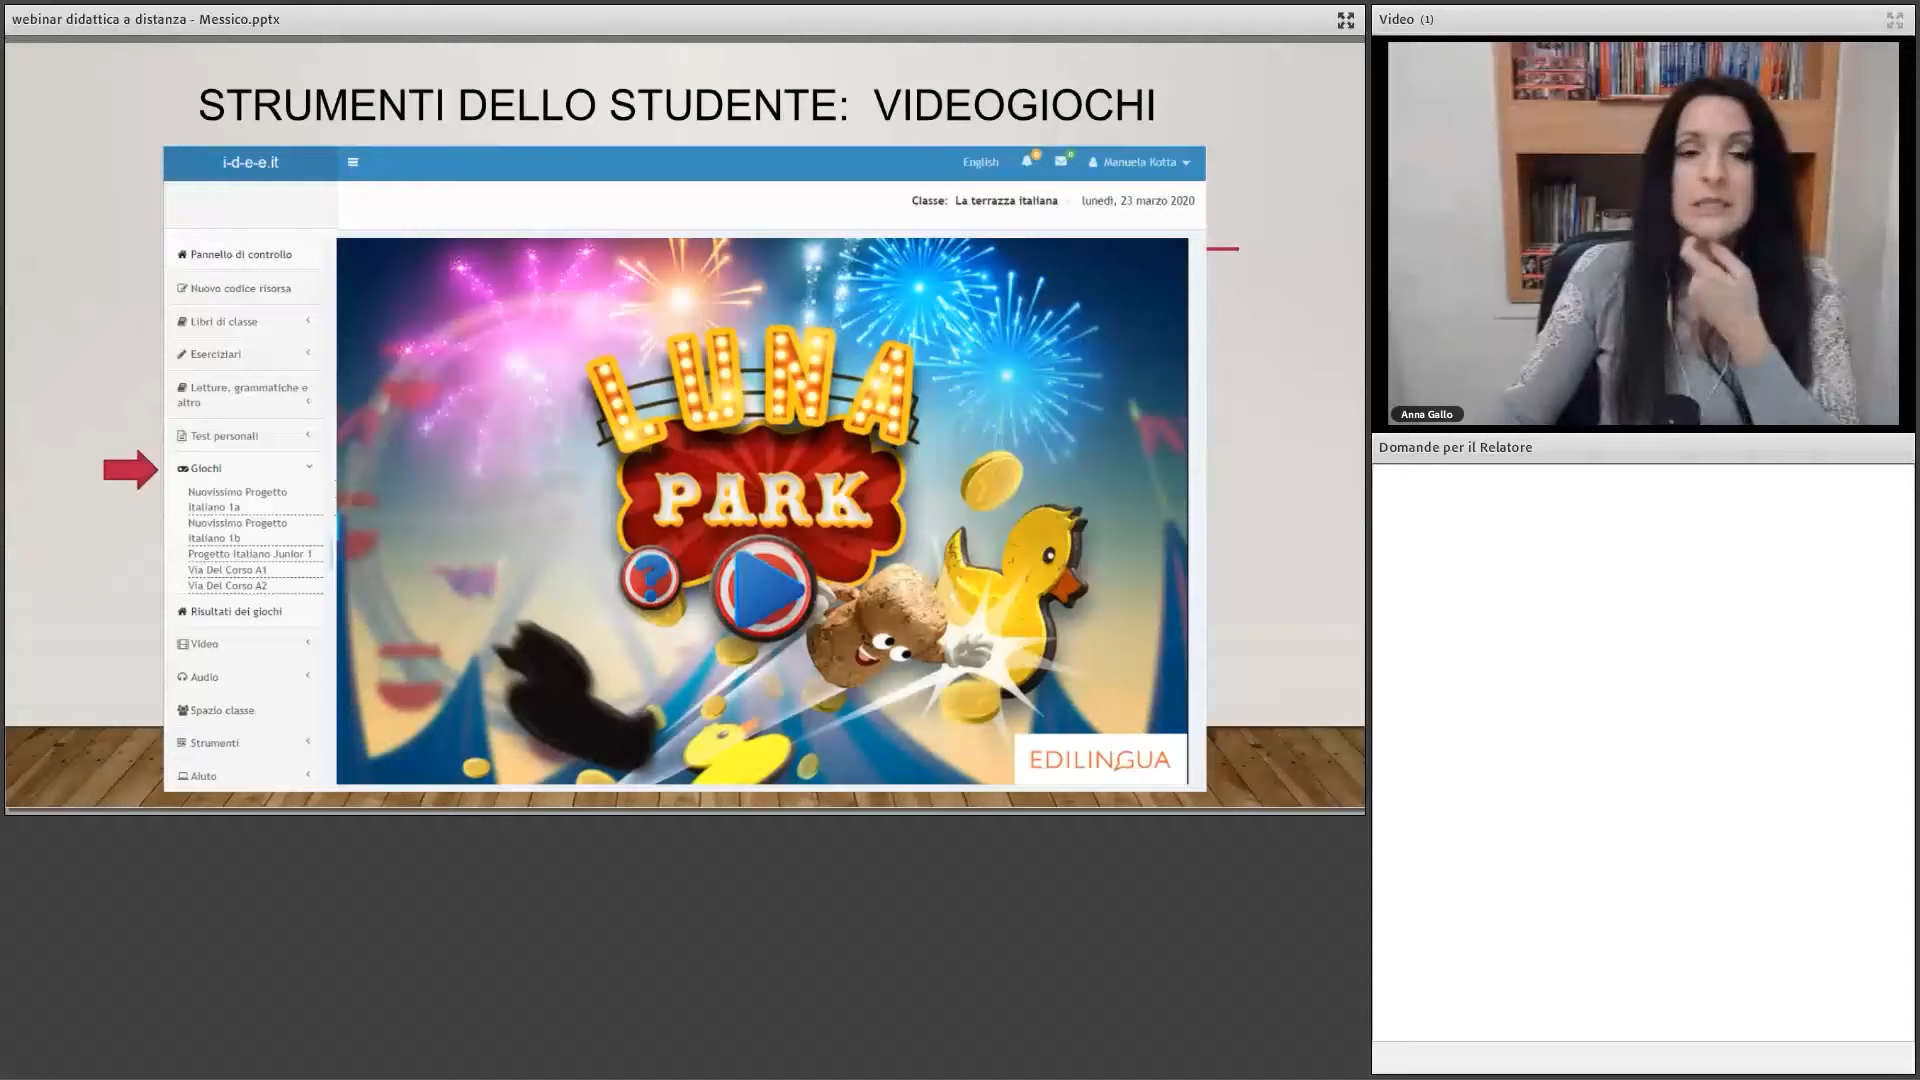 webinar didattica a distanza - Messico.pptx
STRUMENTI DELLO STUDENTE: VIDEOGIOCHI
i-d-e-e.it
English
0
0
Manuela Kotta
Classe: La terrazza italiana
lunedì, 23 marzo 2020
Pannello di controllo
Nuovo codice risorsa
Libri di classe
Eserciziari
Letture, grammatiche e
altro
Test personali
Giochi
Nuovissimo Progetto
italiano 1a
Nuovissimo Progetto
italiano 1b
Progetto italiano Junior 1
Via Del Corso A1
Via Del Corso A2
Risultati dei giochi
Video
Audio
Spazio classe
Strumenti
Aiuto
LUNA
PARK
?
EDILINGUA
Video (1)
Anna Gallo
Domande per il Relatore